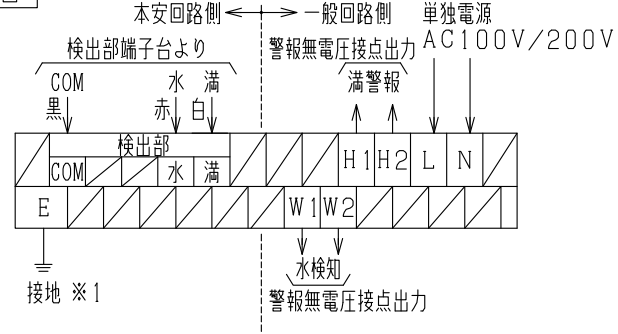 本安回路側 一般回路側 単独電源
検出部端子台より 警報無電圧接点出力 AC100V/200V
COM 水 満 満警報
黒 赤 白
検出部 H1 H2 L N
COM 水 満
E W1 W2
水検知
接地 ※1 警報無電圧接点出力